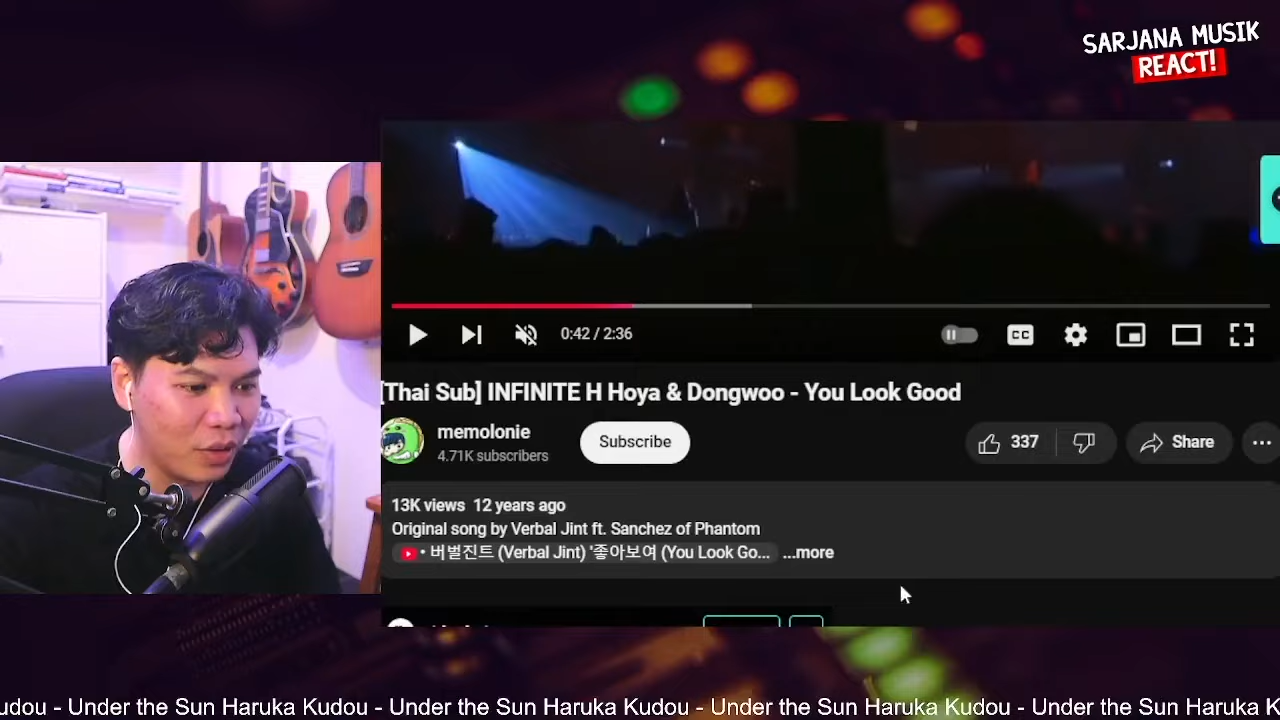 SARJANA MUSIK
REACT!
0:42 / 2:36
CC
[Thai Sub] INFINITE H Hoya & Dongwoo - You Look Good
memolonie
4.71K subscribers
Subscribe
337
Share
13K views 12 years ago
Original song by Verbal Jint ft. Sanchez of Phantom
• 버벌진트 (Verbal Jint) '좋아보여 (You Look Go... ...more
udou - Under the Sun Haruka Kudou - Under the Sun Haruka Kudou - Under the Sun Haruka Kudou - Under the Sun Haruka K